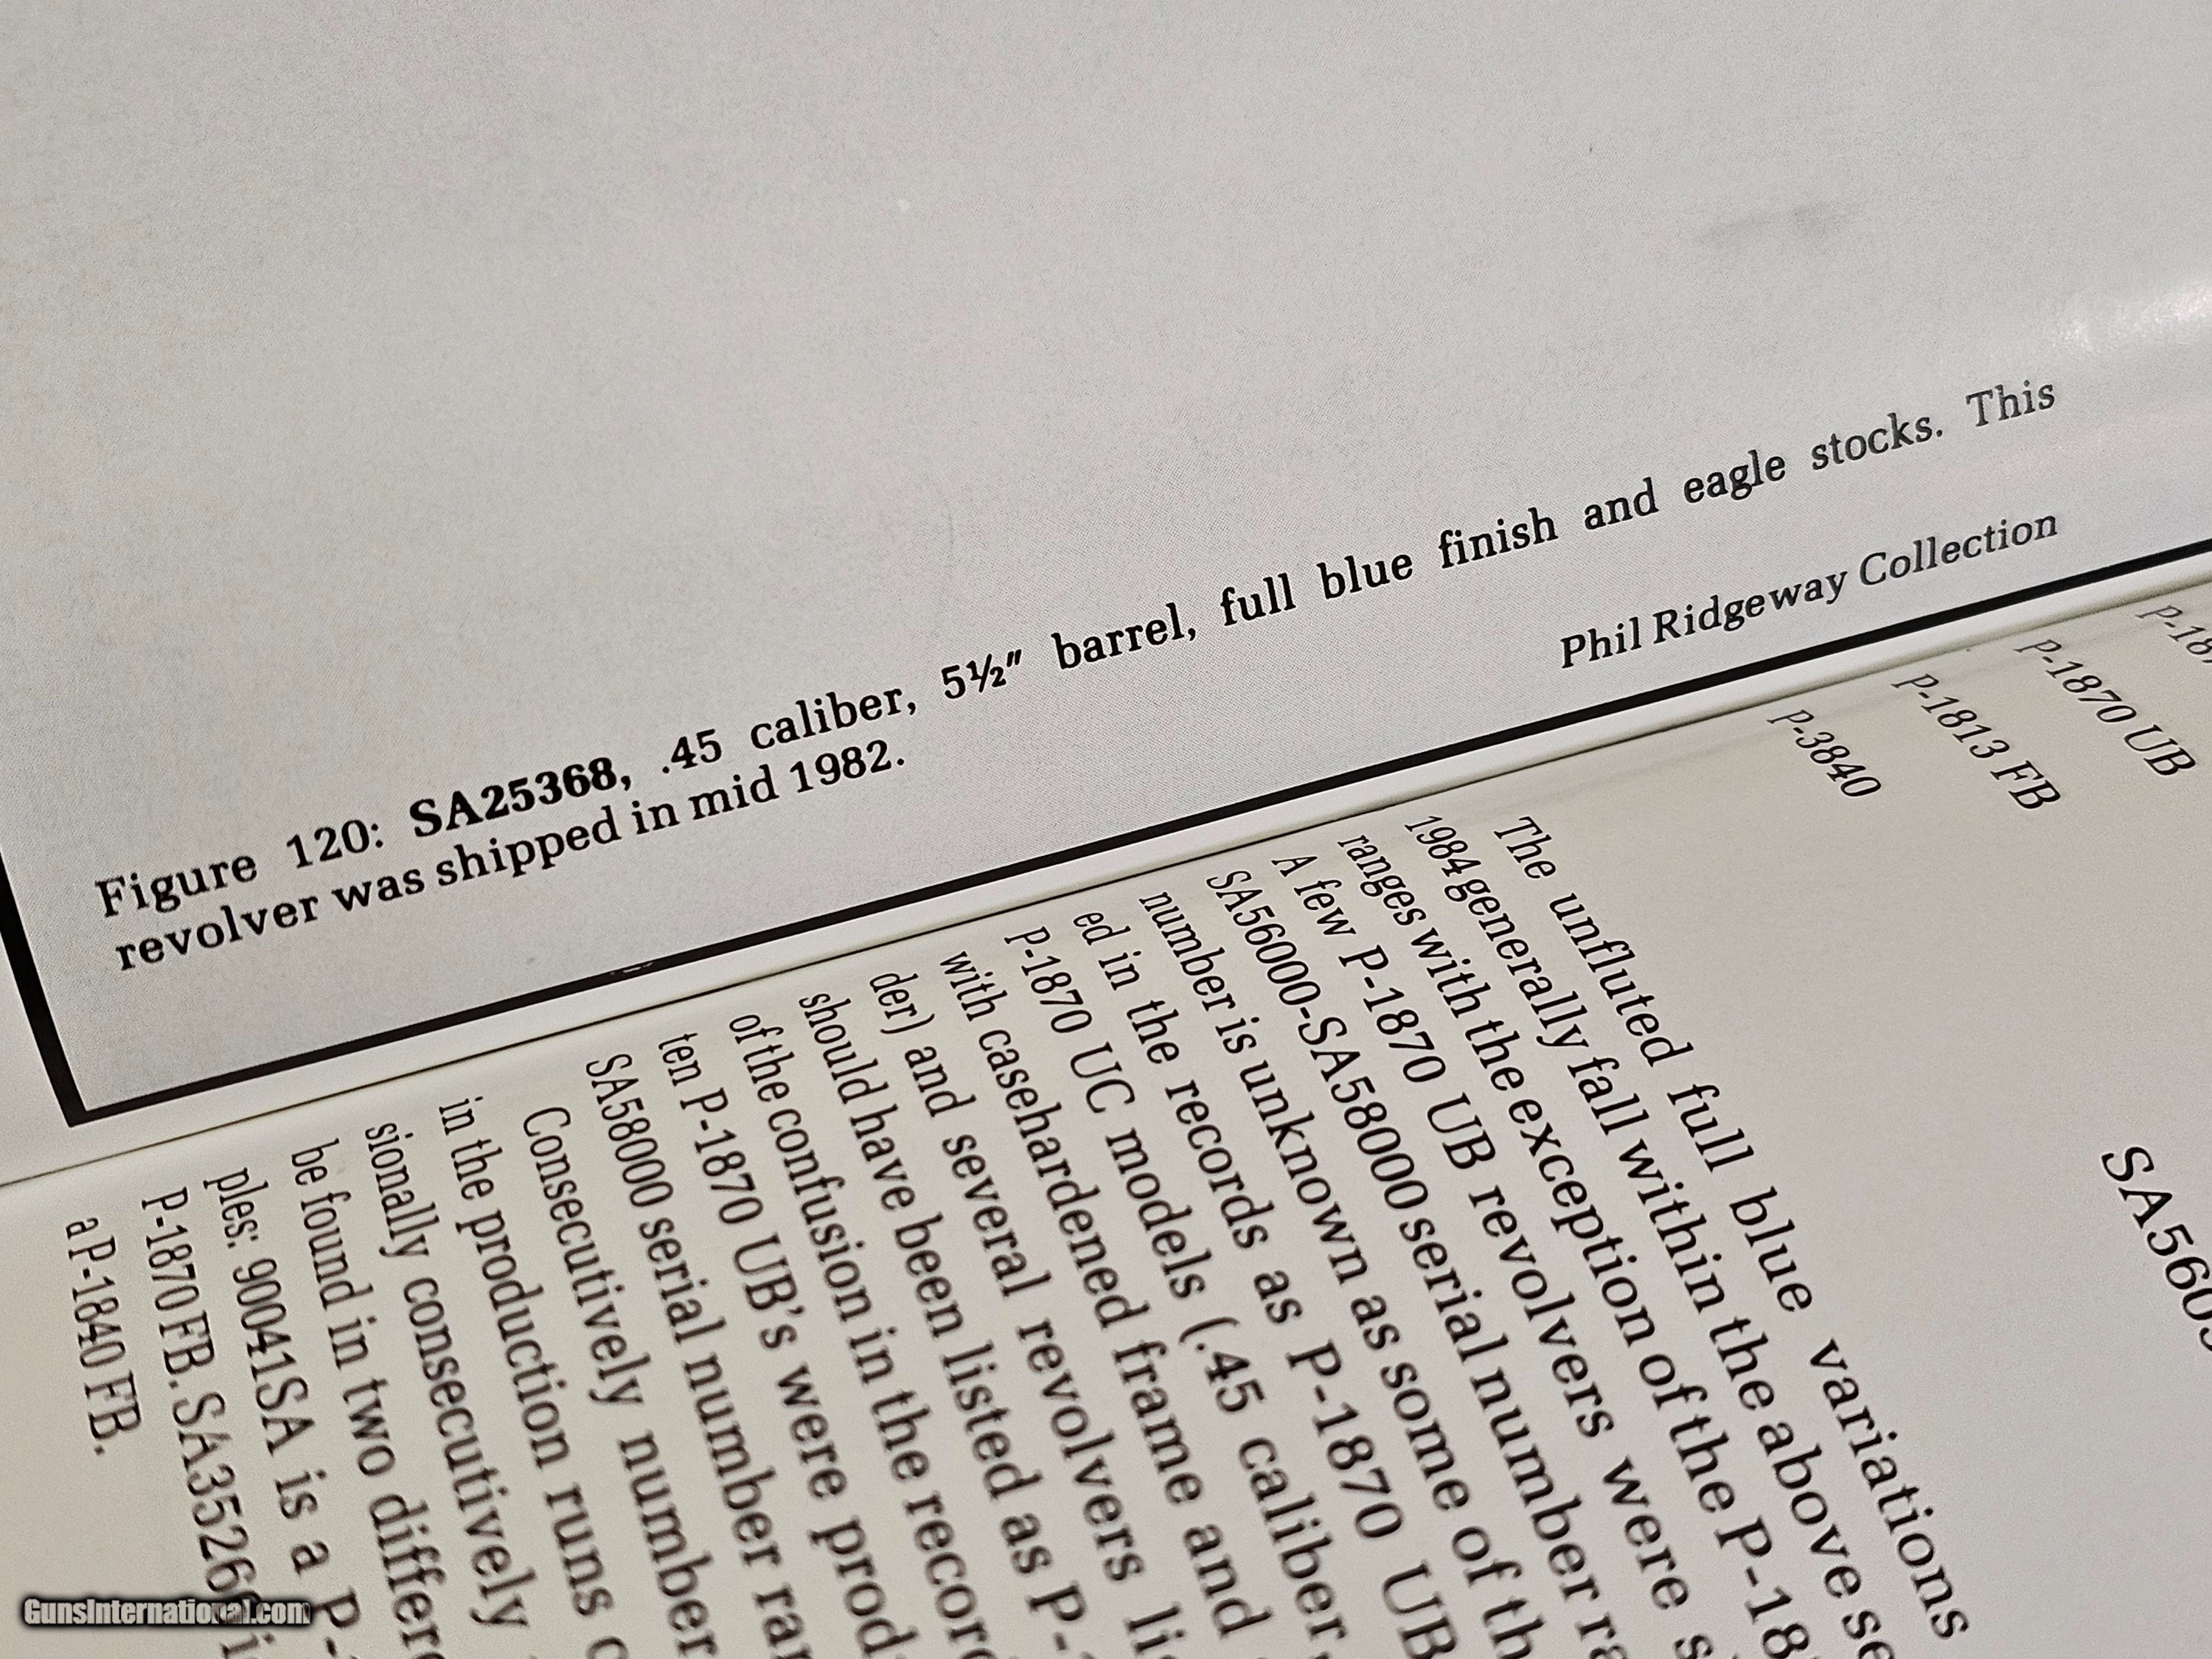 Figure 120: SA25368, .45 caliber, 5½" barrel, full blue finish and eagle stocks. This
revolver was shipped in mid 1982.
Phil Ridgeway Collection
P-18
P-1870 UB
P-1813 FB
P-3840
SA5603
The unfluted full blue variations
1984 generally fall within the above se
ranges with the exception of the P-18
A few P-1870 UB revolvers were s
SA56000-SA58000 serial number ra
number is unknown as some of th
ed in the records as P-1870 UB
P-1870 UC models (.45 caliber
with casehardened frame and
der) and several revolvers li
should have been listed as P-
of the confusion in the recor
ten P-1870 UB's were prod
SA58000 serial number ran
Consecutively number
in the production runs o
sionally consecutively
be found in two differ
ples: 90041SA is a P-
P-1870 FB. SA3526
a P-1840 FB.
GunsInternational.com